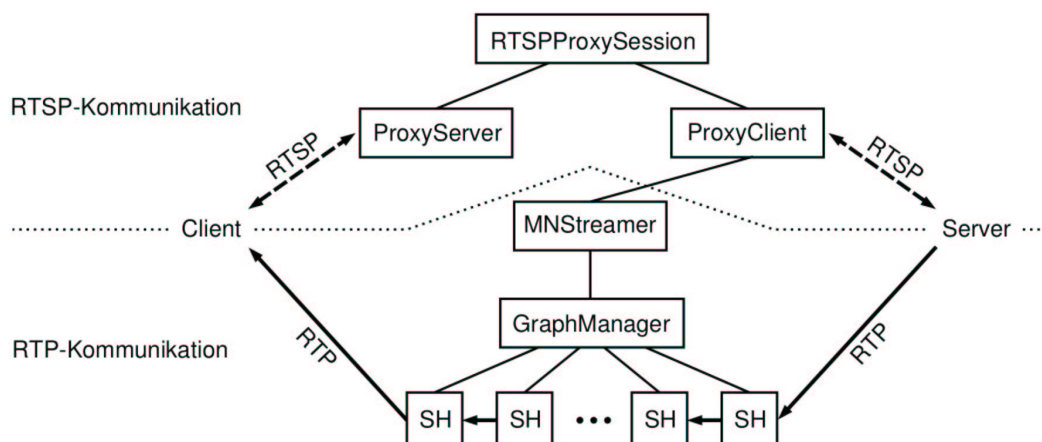 RTSPProxySession
RTSP-Kommunikation
ProxyServer
ProxyClient
RTSP
RTSP
Client
MNStreamer
Server
GraphManager
RTP-Kommunikation
RTP
RTP
SH
SH
SH
SH